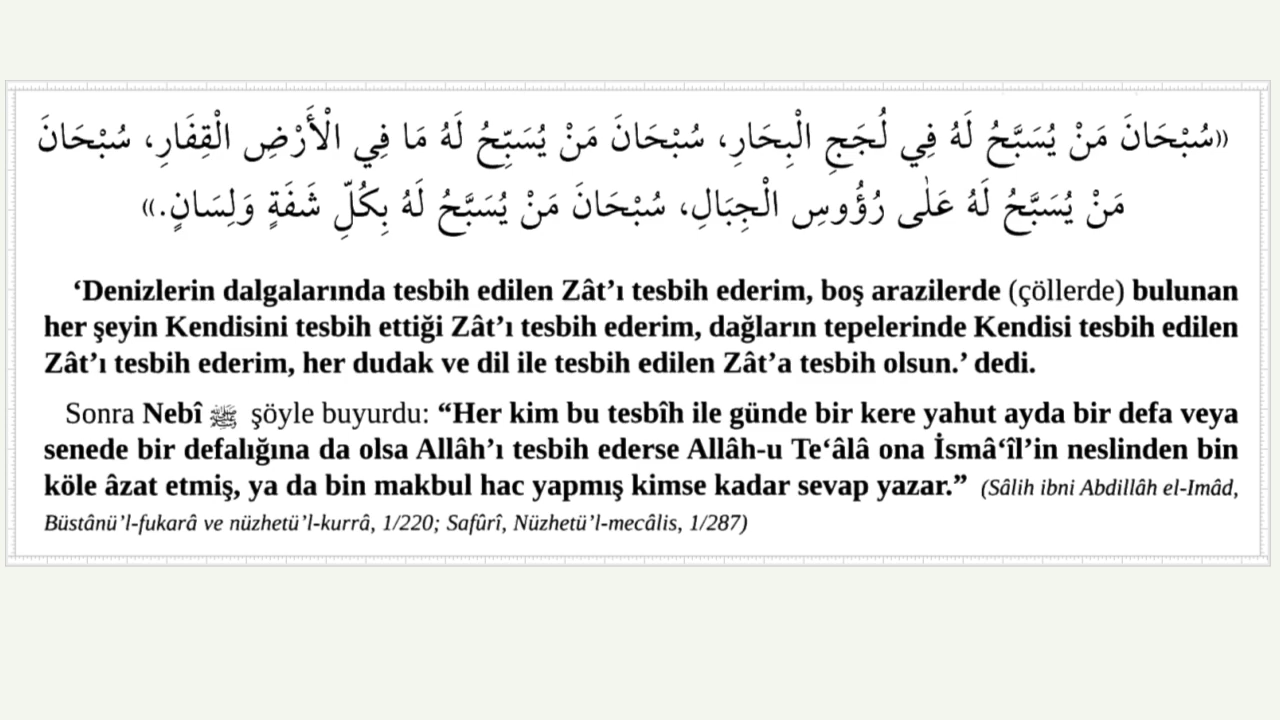 «سُبْحَانَ مَنْ يُسَبَّحُ لَهُ فِي لُجَجِ الْبِحَارِ، سُبْحَانَ مَنْ يُسَبِّحُ لَهُ مَا فِي الْأَرْضِ الْقِفَارِ، سُبْحَانَ
مَنْ يُسَبَّحُ لَهُ عَلٰى رُؤُوسِ الْجِبَالِ، سُبْحَانَ مَنْ يُسَبَّحُ لَهُ بِكُلِّ شَفَةٍ وَلِسَانٍ.»
‘Denizlerin dalgalarında tesbih edilen Zât’ı tesbih ederim, boş arazilerde (çöllerde) bulunan
her şeyin Kendisini tesbih ettiği Zât’ı tesbih ederim, dağların tepelerinde Kendisi tesbih edilen
Zât’ı tesbih ederim, her dudak ve dil ile tesbih edilen Zât’a tesbih olsun.’ dedi.
Sonra Nebî ﷺ şöyle buyurdu: “Her kim bu tesbîh ile günde bir kere yahut ayda bir defa veya
senede bir defalığına da olsa Allâh’ı tesbih ederse Allâh-u Te‘âlâ ona İsmâ‘îl’in neslinden bin
köle âzat etmiş, ya da bin makbul hac yapmış kimse kadar sevap yazar.” (Sâlih ibni Abdillâh el-Imâd,
Büstânü’l-fukarâ ve nüzhetü’l-kurrâ, 1/220; Safûrî, Nüzhetü’l-mecâlis, 1/287)